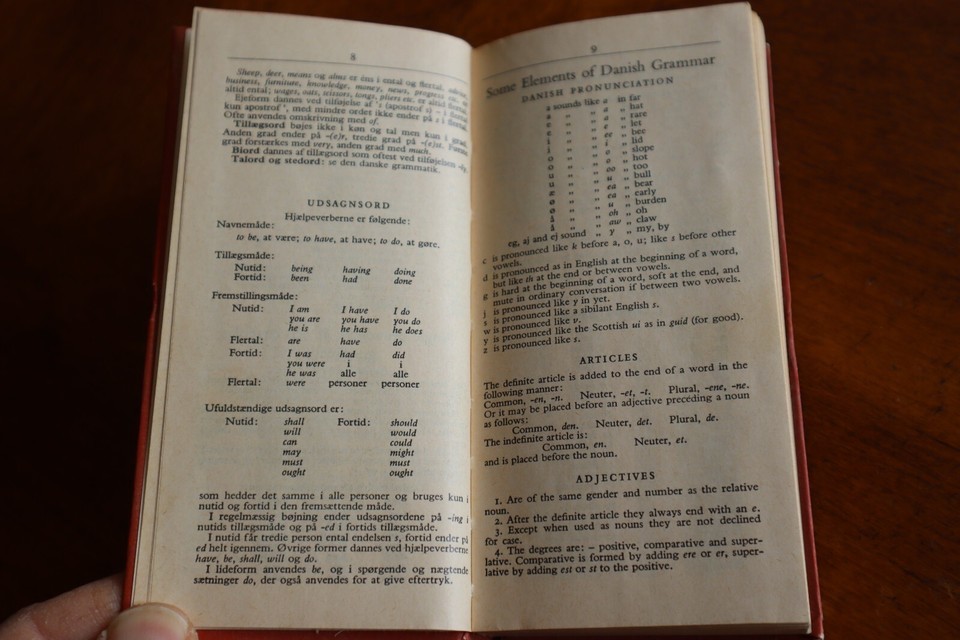 8
Sheep, deer, means og alms er éns i ental og flertal, advice,
business, furniture, knowledge, money, news, progress etc. er
altid ental; wages, oats, scissors, tongs, pliers etc. er altid flertal.
Ejeform dannes ved tilføjelse af 's (apostrof s) – i flertal
kun apostrof ', med mindre ordet ikke ender på s i flertal.
Ofte anvendes omskrivning med of.
Tillægsord bøjes ikke i køn og tal men kun i grad.
Anden grad ender på -(e)r, tredie grad på -(e)st. Første
grad forstærkes med very, anden grad med much.
Biord dannes af tillægsord som oftest ved tilføjelsen -ly.
Talord og stedord: se den danske grammatik.
UDSAGNSORD
Hjælpeverberne er følgende:
Navnemåde:
to be, at være; to have, at have; to do, at gøre.
Tillægsmåde:
Nutid: being having doing
Fortid: been had done
Fremstillingsmåde:
Nutid: I am I have I do
you are you have you do
he is he has he does
Flertal: are have do
Fortid: I was had did
you were i i
he was alle alle
Flertal: were personer personer
Ufuldstændige udsagnsord er:
Nutid: shall Fortid: should
will would
can could
may might
must must
ought ought
som hedder det samme i alle personer og bruges kun i
nutid og fortid i den fremsættende måde.
I regelmæssig bøjning ender udsagnsordene på -ing i
nutids tillægsmåde og på -ed i fortids tillægsmåde.
I nutid får tredie person ental endelsen s, fortid ender på
ed helt igennem. Øvrige former dannes ved hjælpeverberne
have, be, shall, will og do.
I lideform anvendes be, og i spørgende og nægtende
sætninger do, der også anvendes for at give eftertryk.
9
Some Elements of Danish Grammar
DANISH PRONUNCIATION
a sounds like a in far
a „ „ a „ hat
e „ „ a „ rare
e „ „ e „ let
i „ „ ee „ bee
i „ „ i „ lid
o „ „ o „ slope
o „ „ o „ hot
u „ „ oo „ too
u „ „ u „ bull
æ „ „ ea „ bear
ø „ „ ea „ early
ø „ „ u „ burden
å „ „ oh „ oh
å „ „ aw „ claw
eg, aj and ej sound „ y „ my, by
c is pronounced like k before a, o, u; like s before other
vowels.
d is pronounced as in English at the beginning of a word,
but like th at the end or between vowels.
g is hard at the beginning of a word, soft at the end, and
mute in ordinary conversation if between two vowels.
j is pronounced like y in yet.
s is pronounced like a sibilant English s.
w is pronounced like v.
y is pronounced like the Scottish ui as in guid (for good).
z is pronounced like s.
ARTICLES
The definite article is added to the end of a word in the
following manner:
Common, -en, -n. Neuter, -et, -t. Plural, -ene, -ne.
Or it may be placed before an adjective preceding a noun
as follows:
Common, den. Neuter, det. Plural, de.
The indefinite article is:
Common, en. Neuter, et.
and is placed before the noun.
ADJECTIVES
1. Are of the same gender and number as the relative
noun.
2. After the definite article they always end with an e.
3. Except when used as nouns they are not declined
for case.
4. The degrees are: – positive, comparative and super-
lative. Comparative is formed by adding ere or er, super-
lative by adding est or st to the positive.